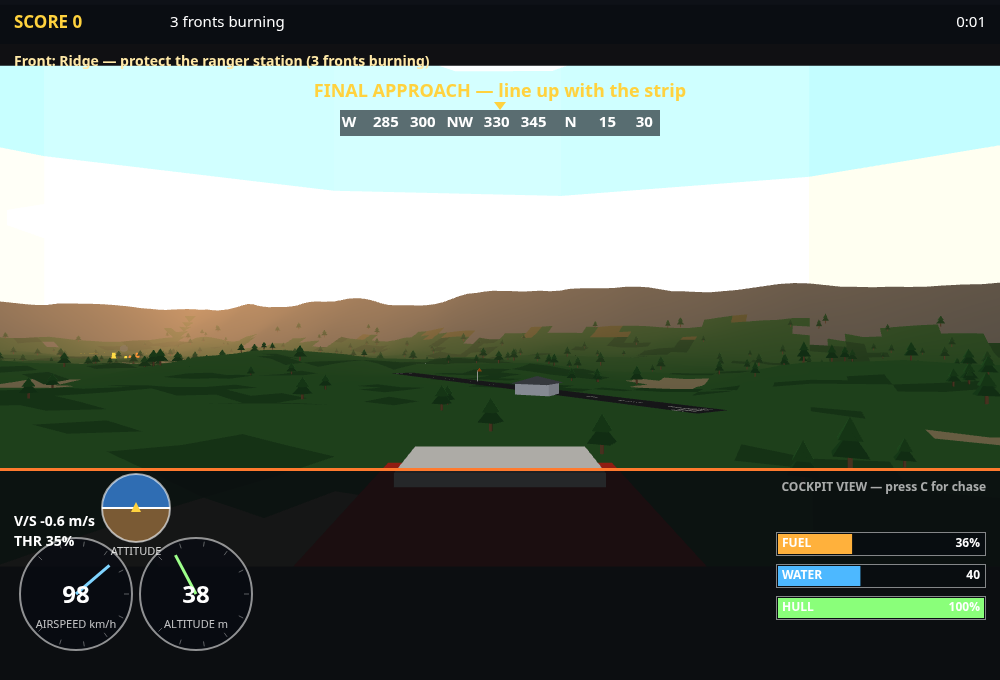 SCORE 0 3 fronts burning 0:01
Front: Ridge — protect the ranger station (3 fronts burning)
FINAL APPROACH — line up with the strip
W 285 300 NW 330 345 N 15 30
COCKPIT VIEW — press C for chase
V/S -0.6 m/s
THR 35%
ATTITUDE
98
AIRSPEED km/h
38
ALTITUDE m
FUEL 36%
WATER 40
HULL 100%